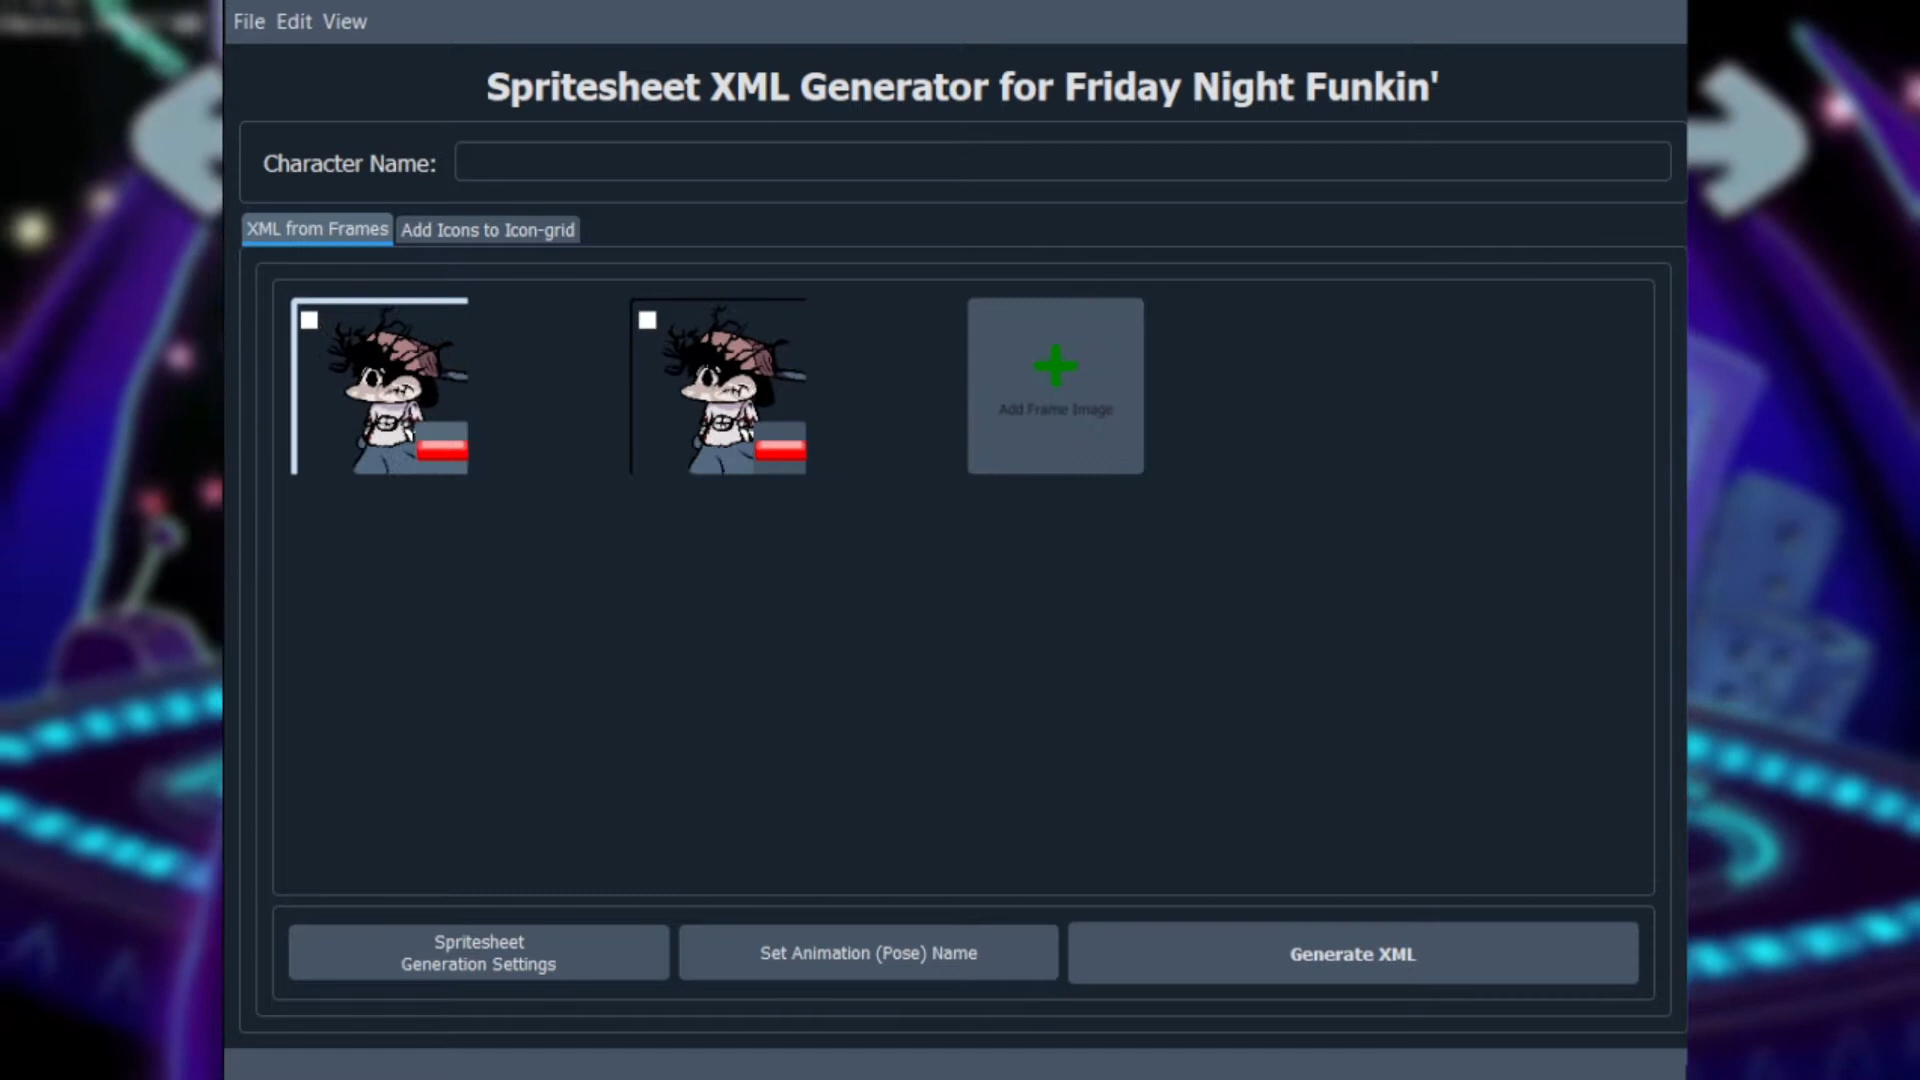 File Edit View
Spritesheet XML Generator for Friday Night Funkin'
Character Name:
XML from Frames
Add Icons to Icon-grid
Add Frame Image
Spritesheet
Generation Settings
Set Animation (Pose) Name
Generate XML